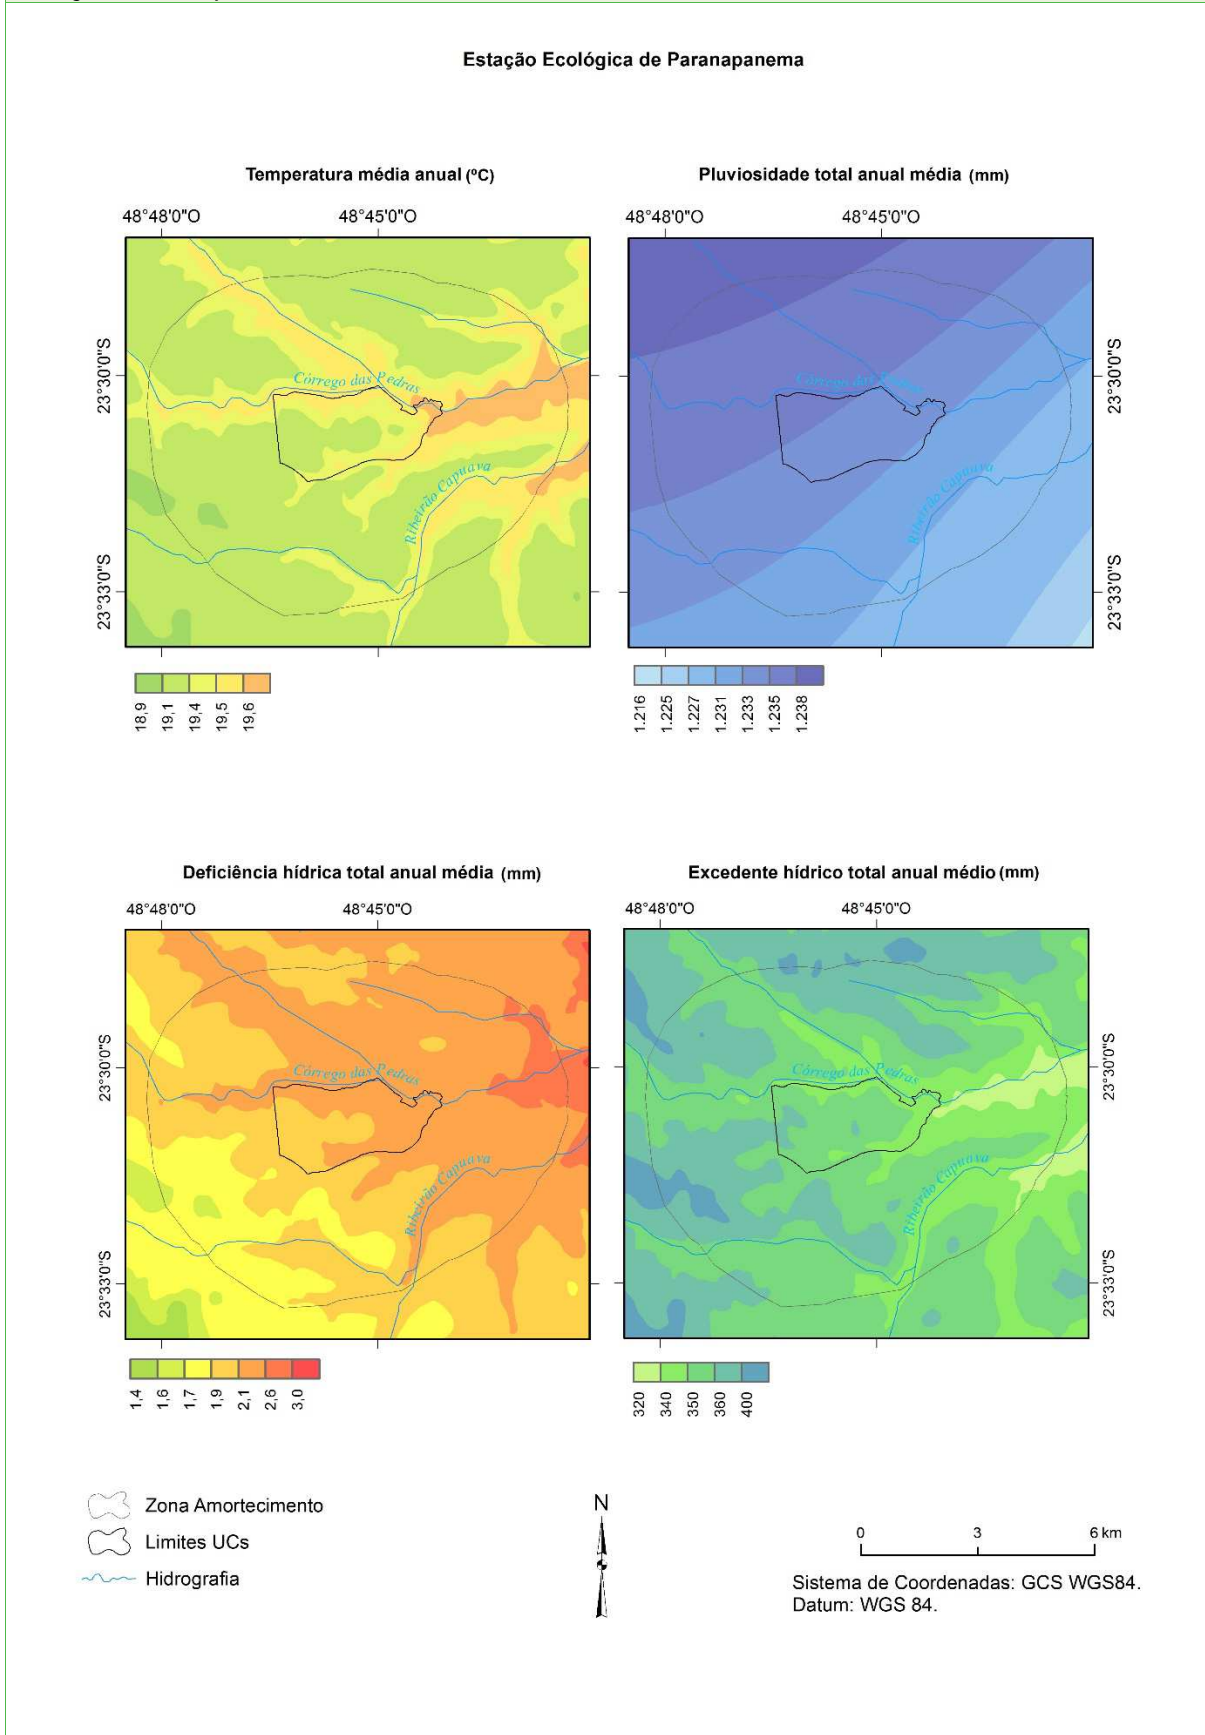 Estação Ecológica de Paranapanema
Temperatura média anual (ºC)
48°48'0"O 48°45'0"O
23°30'0"S
23°33'0"S
Córrego das Pedras
Ribeirão Capuava
18,9 19,1 19,4 19,5 19,6
Pluviosidade total anual média (mm)
48°48'0"O 48°45'0"O
23°30'0"S
23°33'0"S
Córrego das Pedras
Ribeirão Capuava
1.216 1.225 1.227 1.231 1.233 1.235 1.238
Deficiência hídrica total anual média (mm)
48°48'0"O 48°45'0"O
23°30'0"S
23°33'0"S
Córrego das Pedras
Ribeirão Capuava
1,4 1,6 1,7 1,9 2,1 2,6 3,0
Excedente hídrico total anual médio (mm)
48°48'0"O 48°45'0"O
23°30'0"S
23°33'0"S
Córrego das Pedras
Ribeirão Capuava
320 340 350 360 400
Zona Amortecimento
Limites UCs
Hidrografia
N
0 3 6 km
Sistema de Coordenadas: GCS WGS84.
Datum: WGS 84.